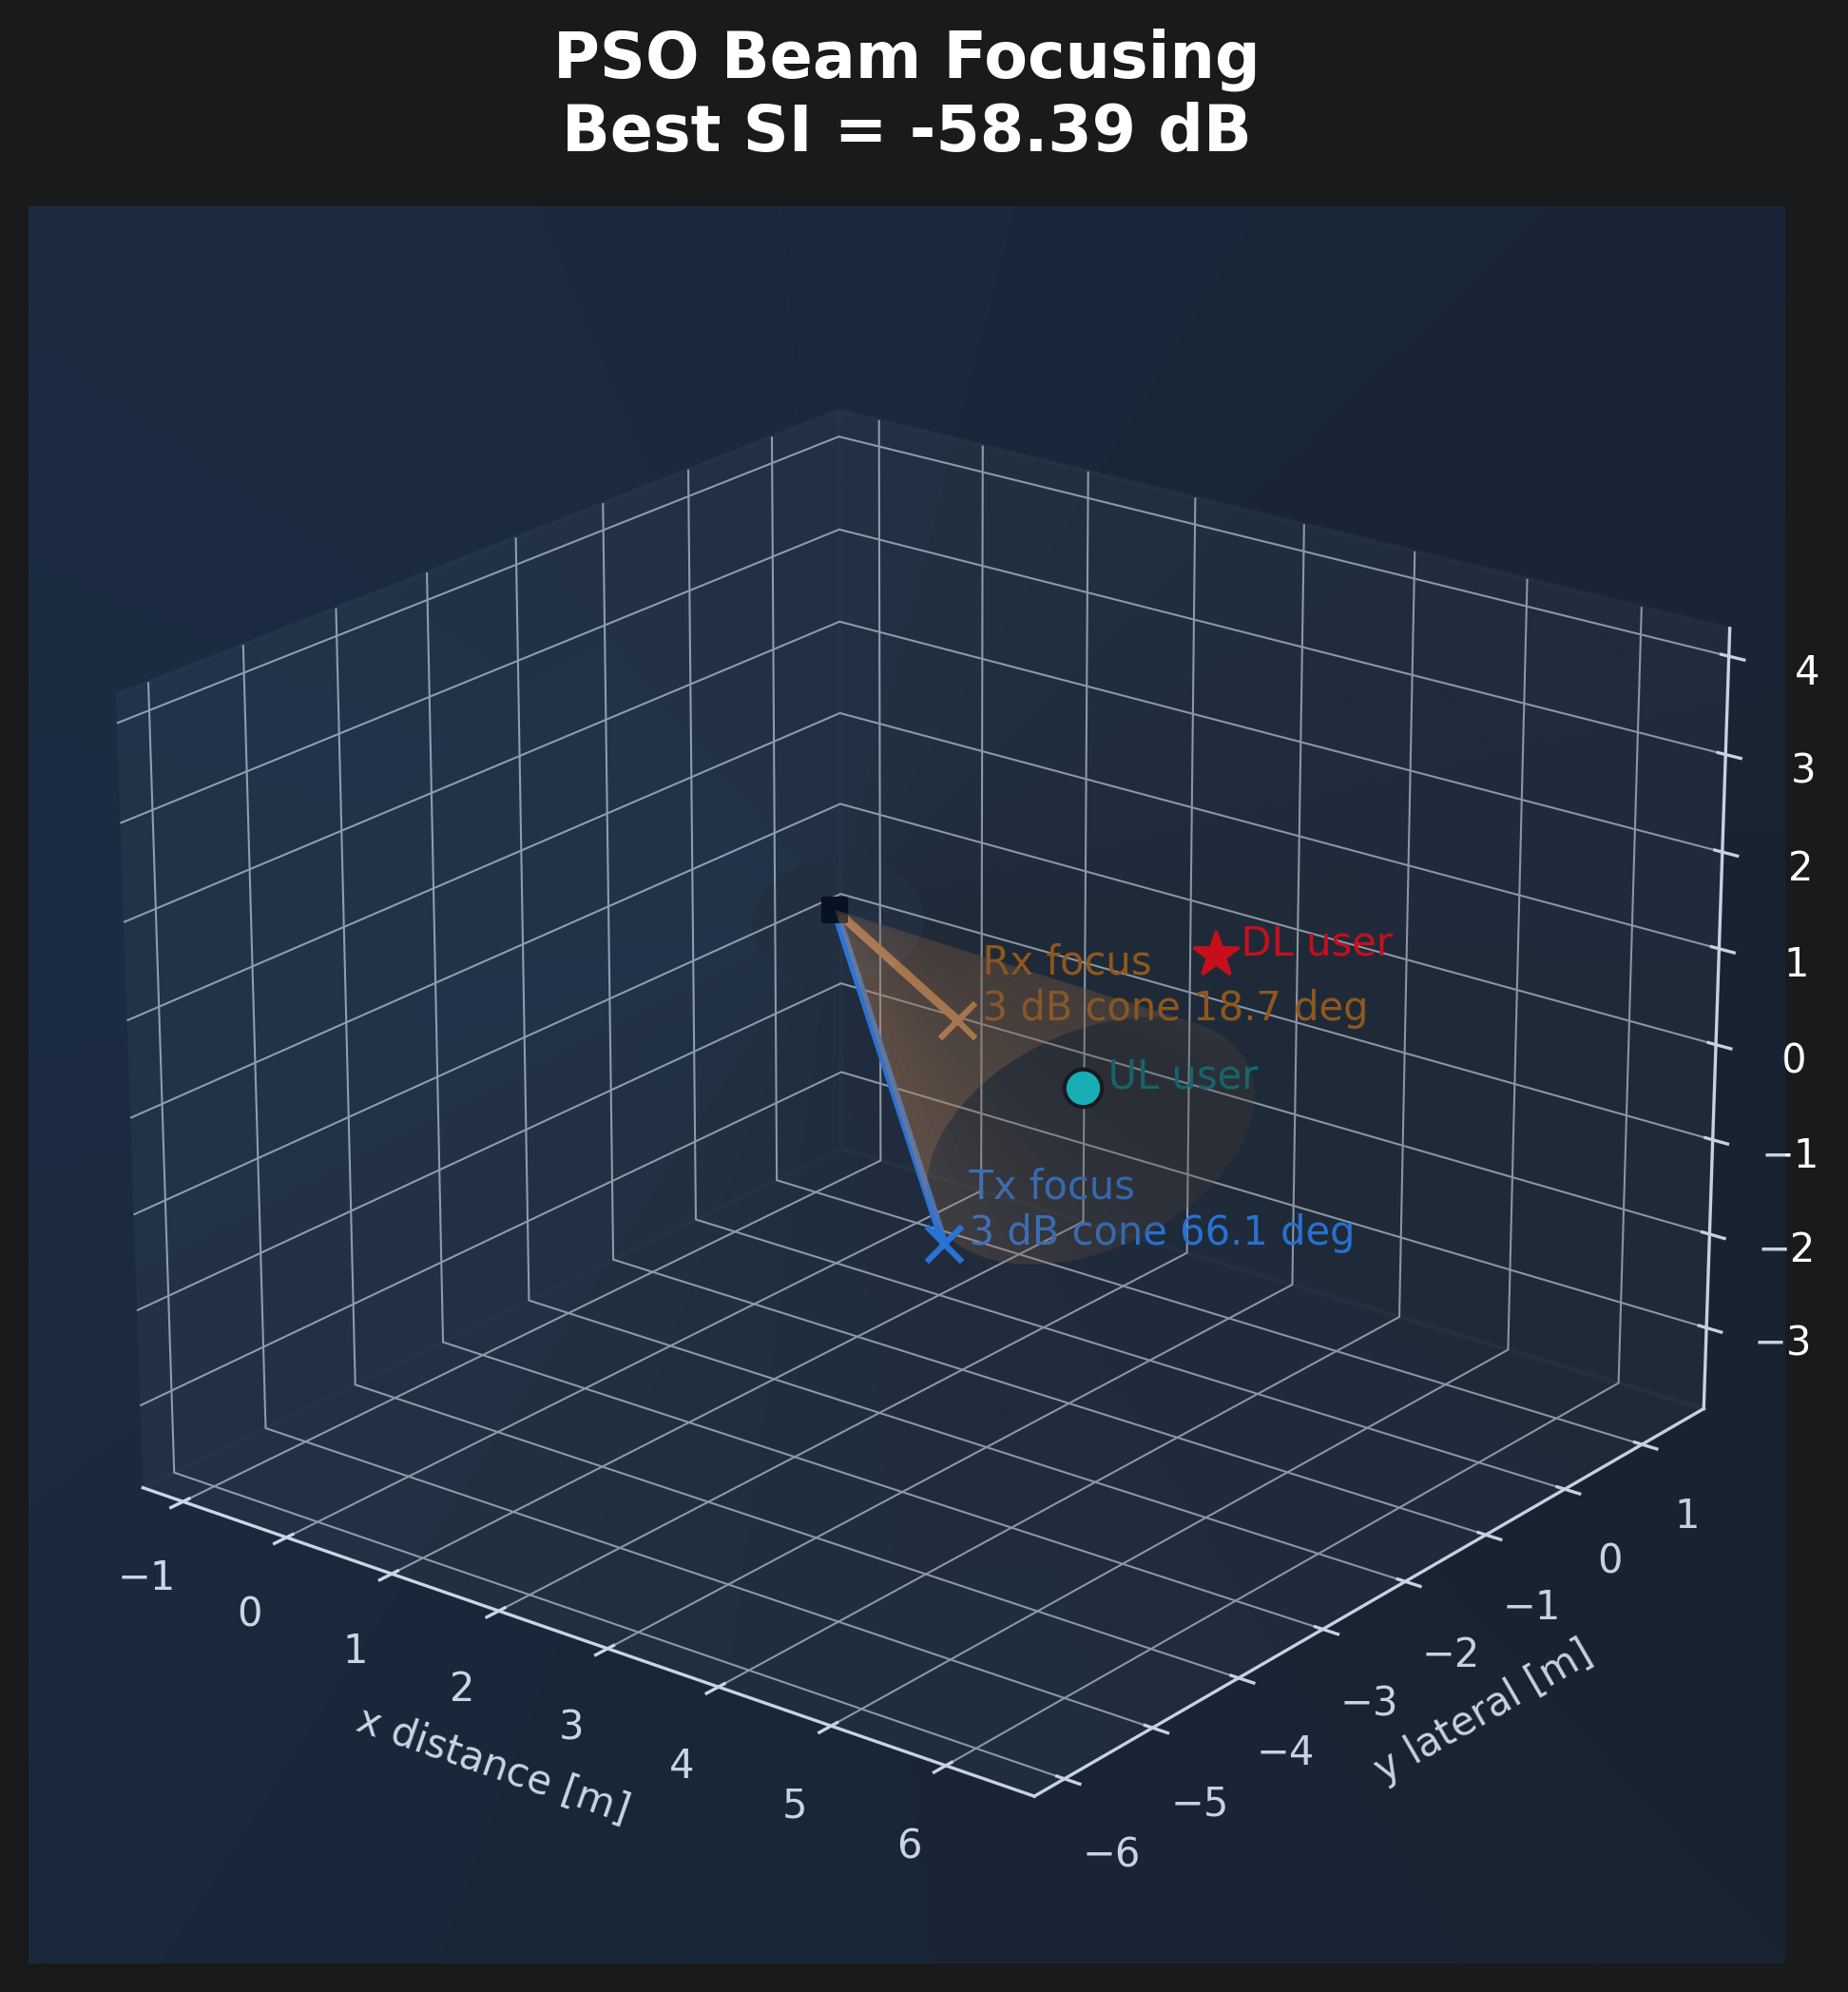 PSO Beam Focusing
Best SI = -58.39 dB
4
3
2
1
0
−1
−2
−3
DL user
Rx focus
3 dB cone 18.7 deg
UL user
Tx focus
3 dB cone 66.1 deg
−1
0
1
2
3
4
5
6
x distance [m]
1
0
−1
−2
−3
−4
−5
−6
y lateral [m]